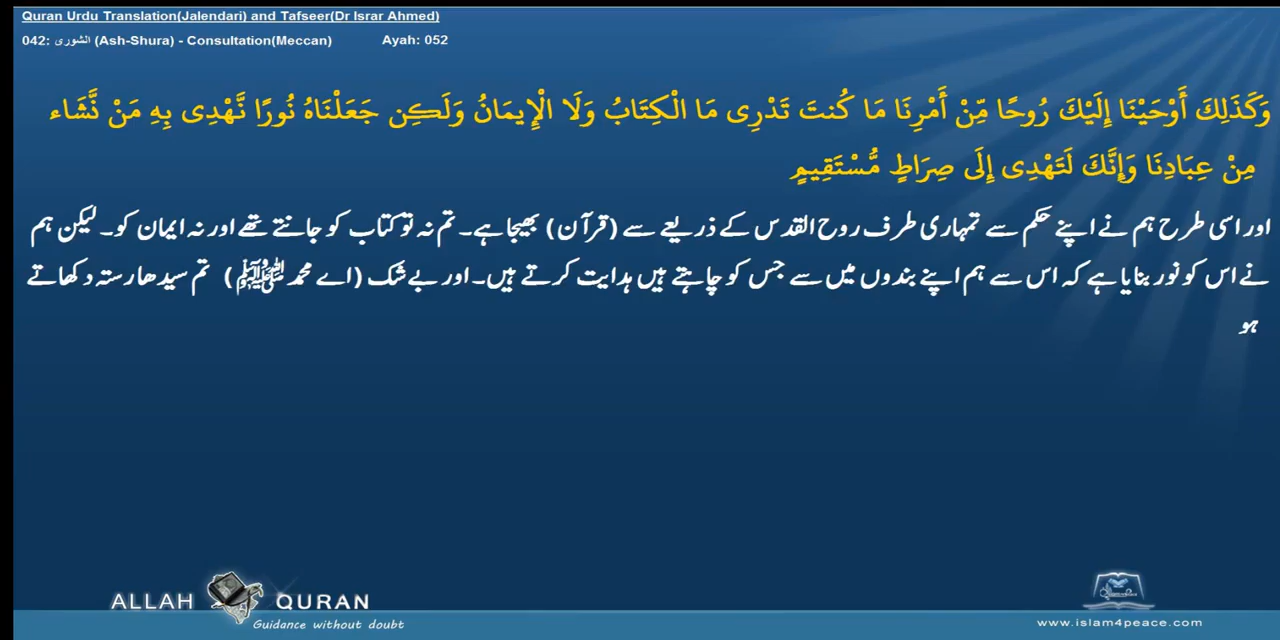 Quran Urdu Translation(Jalendari) and Tafseer(Dr Israr Ahmed)
042: الشورى (Ash-Shura) - Consultation(Meccan) Ayah: 052
وَكَذَلِكَ أَوْحَيْنَا إِلَيْكَ رُوحًا مِّنْ أَمْرِنَا مَا كُنتَ تَدْرِى مَا الْكِتَابُ وَلَا الْإِيمَانُ وَلَكِن جَعَلْنَاهُ نُورًا نَّهْدِى بِهِ مَنْ نَّشَاء
مِنْ عِبَادِنَا وَإِنَّكَ لَتَهْدِى إِلَى صِرَاطٍ مُّسْتَقِيمٍ
اور اسی طرح ہم نے اپنے حکم سے تمہاری طرف روح القدس کے ذریعے سے (قرآن) بھیجا ہے۔ تم نہ تو کتاب کو جانتے تھے اور نہ ایمان کو۔ لیکن ہم
نے اس کو نور بنایا ہے کہ اس سے ہم اپنے بندوں میں سے جس کو چاہتے ہیں ہدایت کرتے ہیں۔ اور بے شک (اے محمد ﷺ) تم سیدھا رستہ دکھاتے
ہو
ALLAH QURAN
Guidance without doubt
www.islam4peace.com